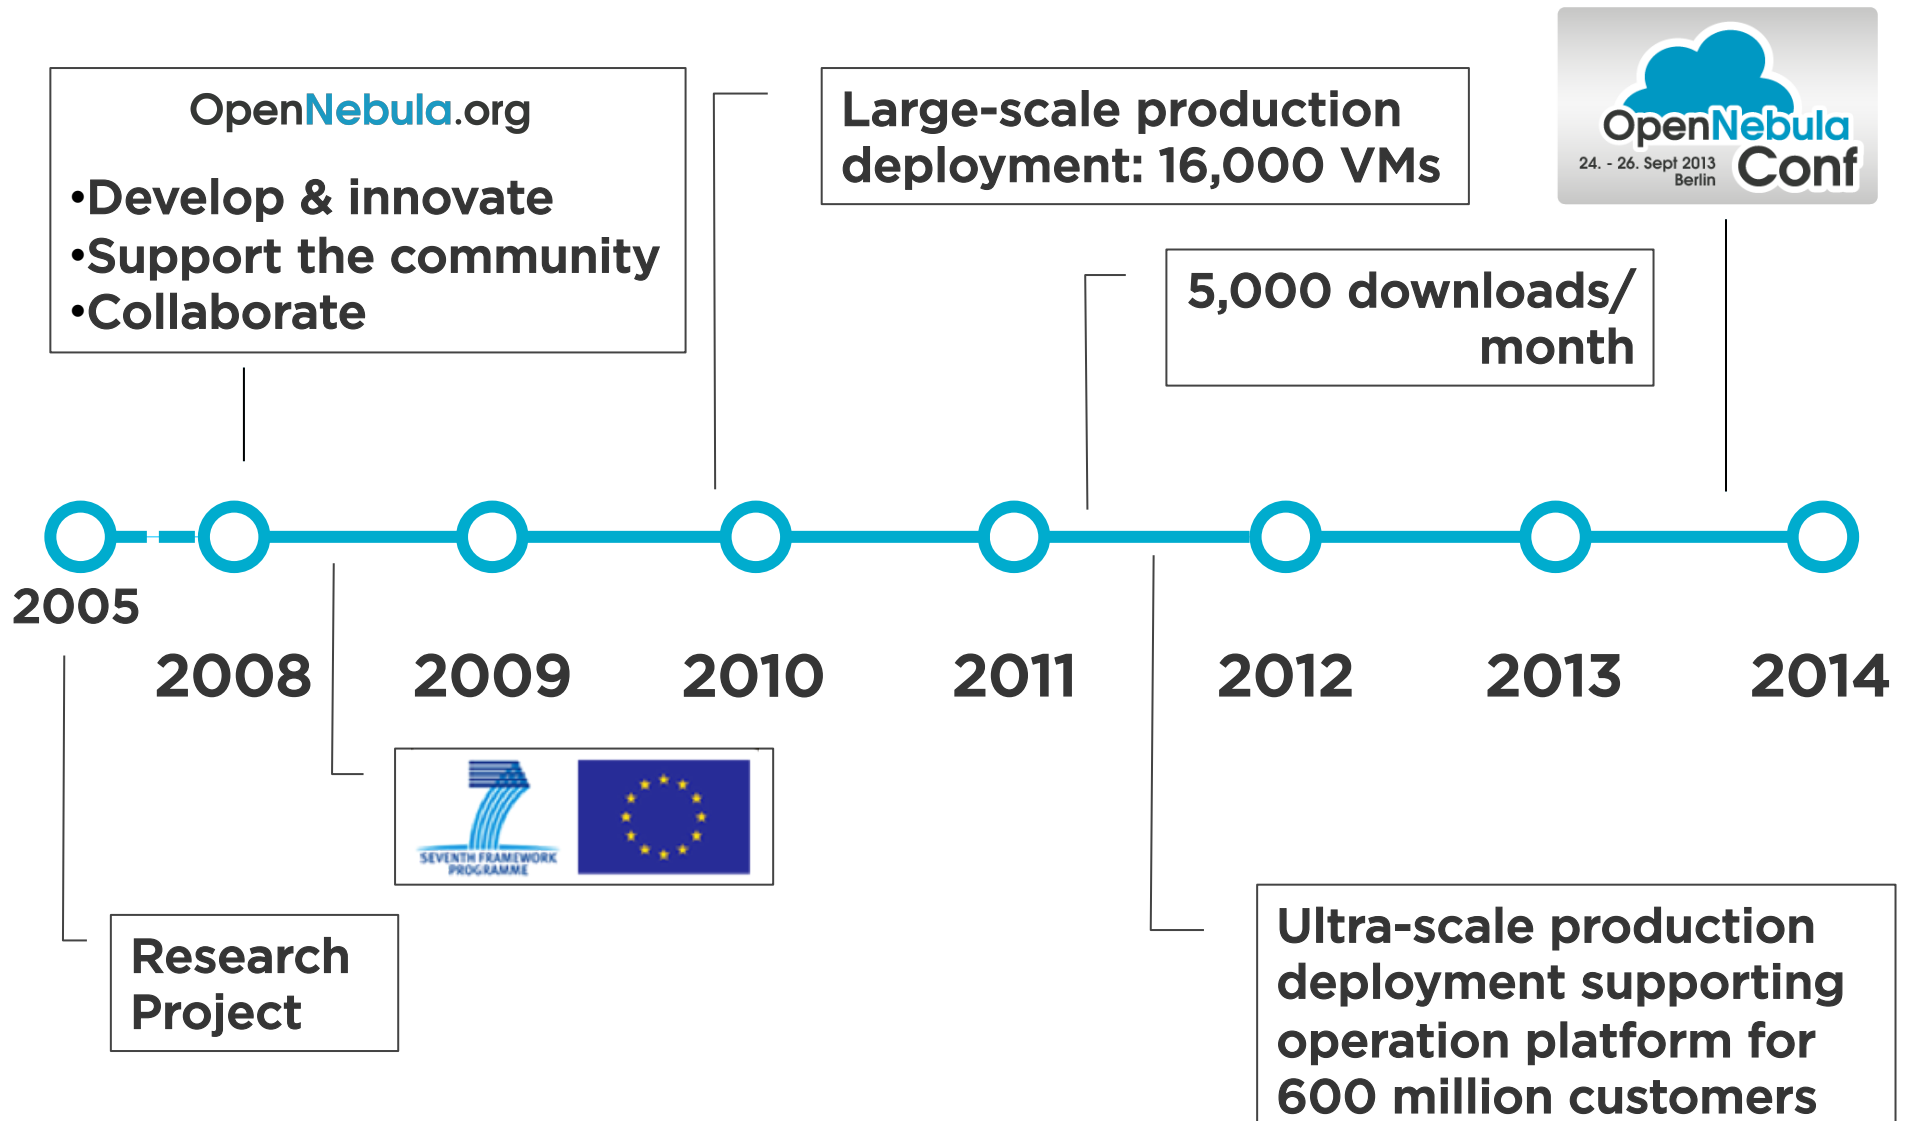 OpenNebula.org
•Develop & innovate
•Support the community
•Collaborate
Large-scale production
deployment: 16,000 VMs
OpenNebula
Conf
24. - 26. Sept 2013
Berlin
5,000 downloads/
month
2005
2008
2009
2010
2011
2012
2013
2014
SEVENTH FRAMEWORK
PROGRAMME
Research
Project
Ultra-scale production
deployment supporting
operation platform for
600 million customers